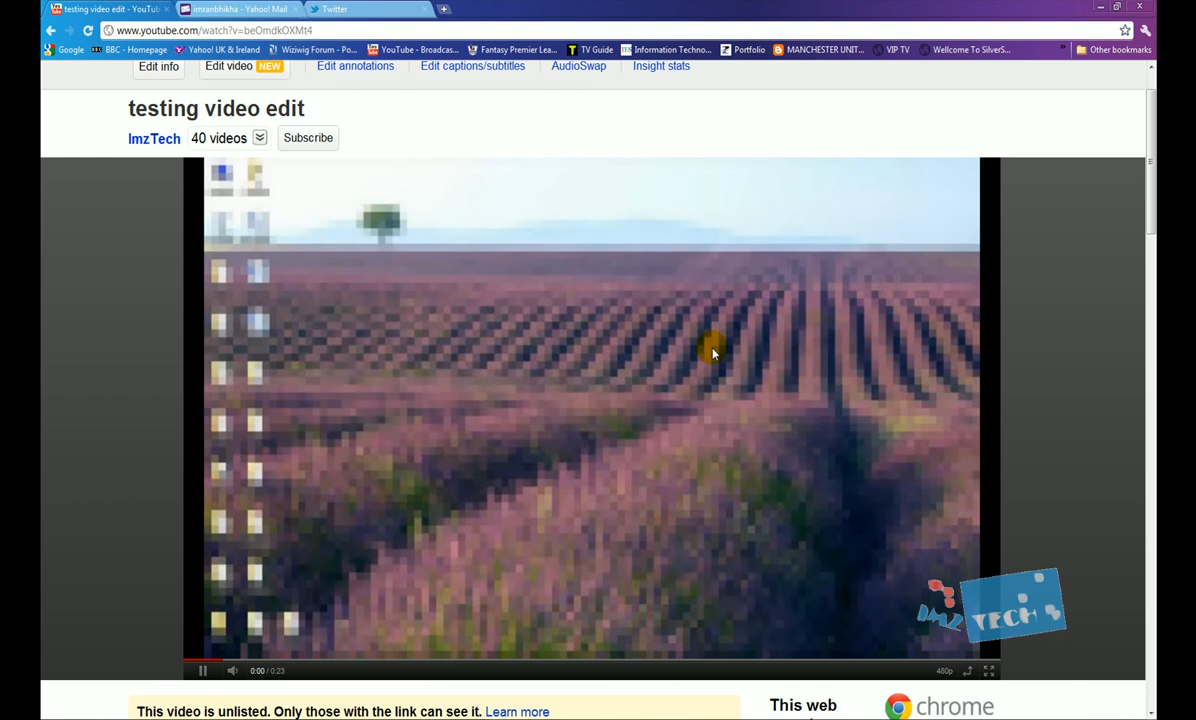 testing video edit - YouTub
imranbhikha - Yahoo! Mail
Twitter
www.youtube.com/watch?v=beOmdkOXMt4
Google
BBC - Homepage
Yahoo! UK & Ireland
Wiziwig Forum - Po...
YouTube - Broadcas...
Fantasy Premier Lea...
TV Guide
Information Techno...
Portfolio
MANCHESTER UNIT...
VIP TV
Wellcome To SilverS...
Other bookmarks
Edit info
Edit video NEW
Edit annotations
Edit captions/subtitles
AudioSwap
Insight stats
testing video edit
ImzTech 40 videos Subscribe
IMZ TECH
0:00 / 0:23
480p
This video is unlisted. Only those with the link can see it. Learn more
This web
chrome